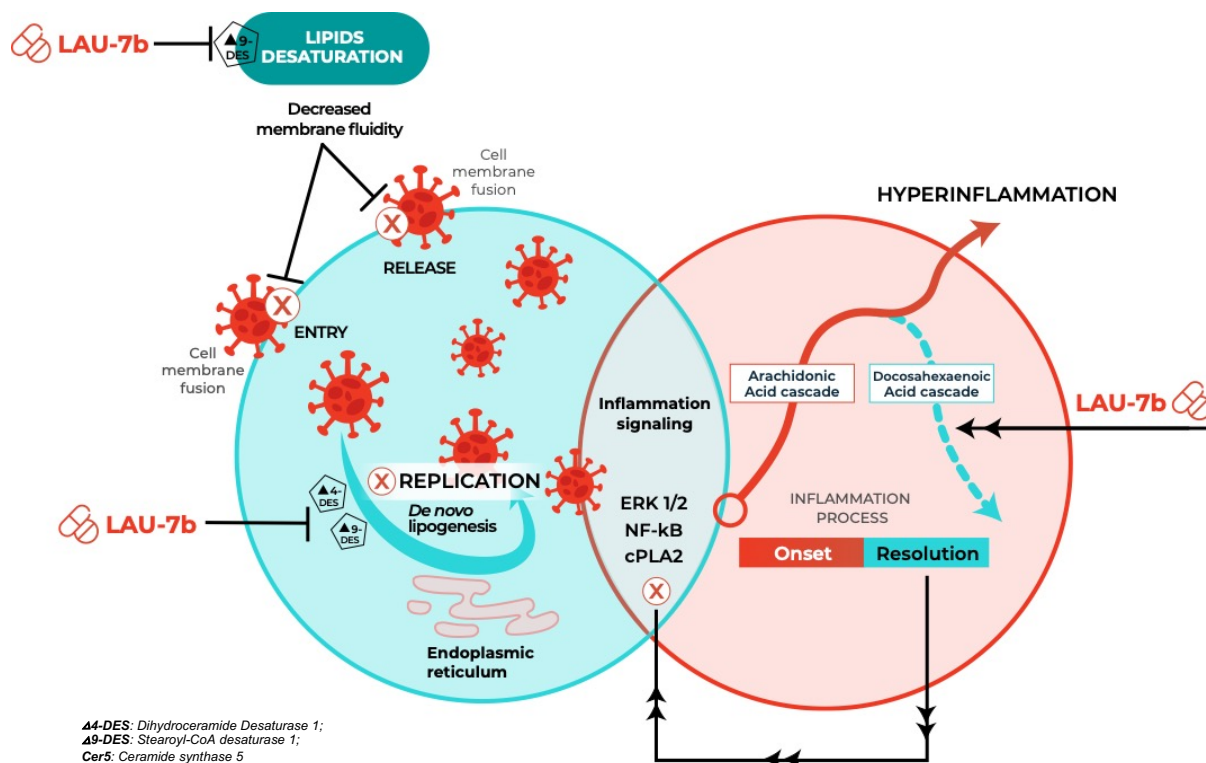 LAU-7b
▲9-
DES
LIPIDS
DESATURATION
Decreased
membrane fluidity
Cell
membrane
fusion
X
RELEASE
X
ENTRY
Cell
membrane
fusion
HYPERINFLAMMATION
Arachidonic
Acid cascade
Docosahexaenoic
Acid cascade
LAU-7b
Inflammation
signaling
X REPLICATION
De novo
lipogenesis
▲4-
DES
▲9-
DES
LAU-7b
ERK 1/2
NF-kB
cPLA2
X
INFLAMMATION
PROCESS
Onset
Resolution
Endoplasmic
reticulum
▲4-DES: Dihydroceramide Desaturase 1;
▲9-DES: Stearoyl-CoA desaturase 1;
Cer5: Ceramide synthase 5